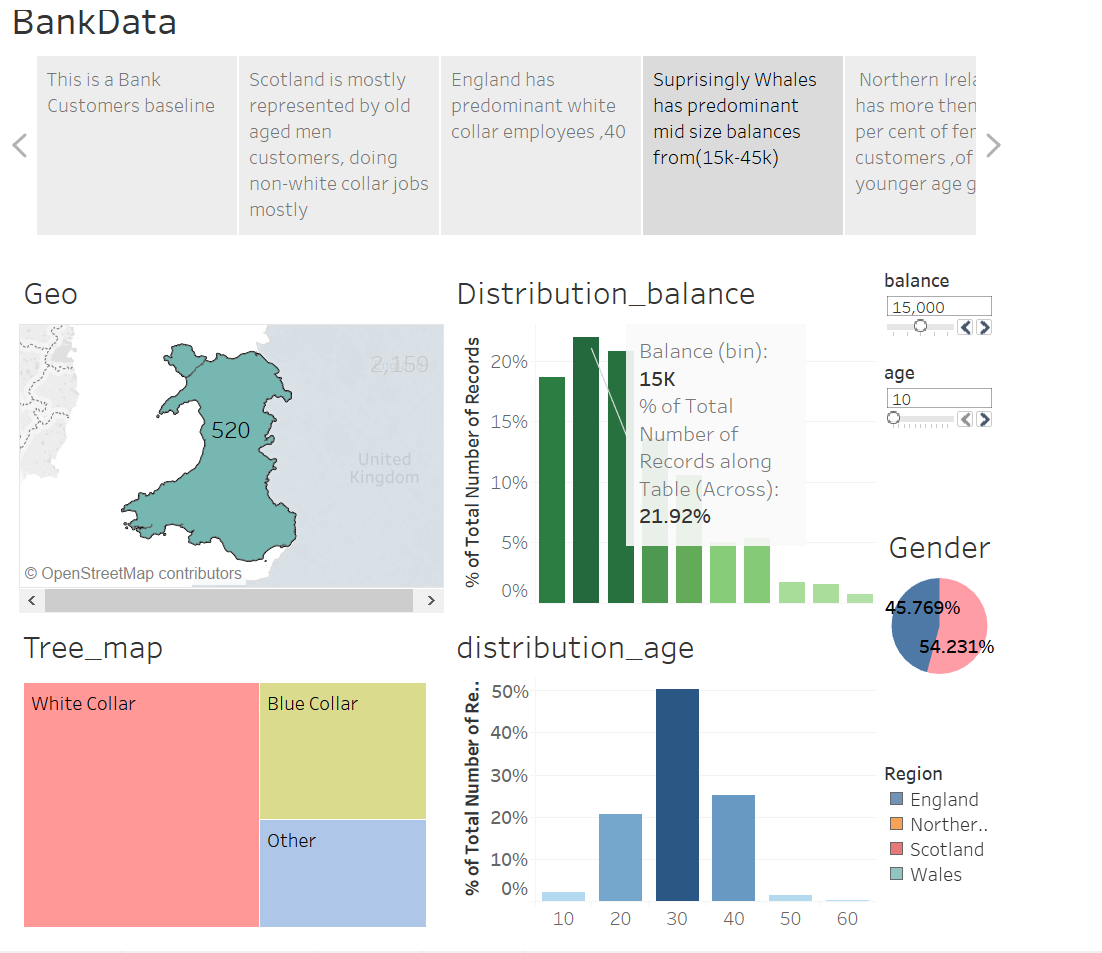 BankData
This is a Bank
Customers baseline
Scotland is mostly
represented by old
aged men
customers, doing
non-white collar jobs
mostly
England has
predominant white
collar employees ,40
Suprisingly Whales
has predominant
mid size balances
from(15k-45k)
Northern Irela
has more then
per cent of fer
customers ,of
younger age g
Geo
2,159
520
United
Kingdom
© OpenStreetMap contributors
Distribution_balance
% of Total Number of Records
20%
15%
10%
5%
0%
Balance (bin):
15K
% of Total
Number of
Records along
Table (Across):
21.92%
balance
15,000
age
10
Gender
45.769%
54.231%
Tree_map
White Collar
Blue Collar
Other
distribution_age
% of Total Number of Re..
50%
40%
30%
20%
10%
0%
10
20
30
40
50
60
Region
England
Norther..
Scotland
Wales